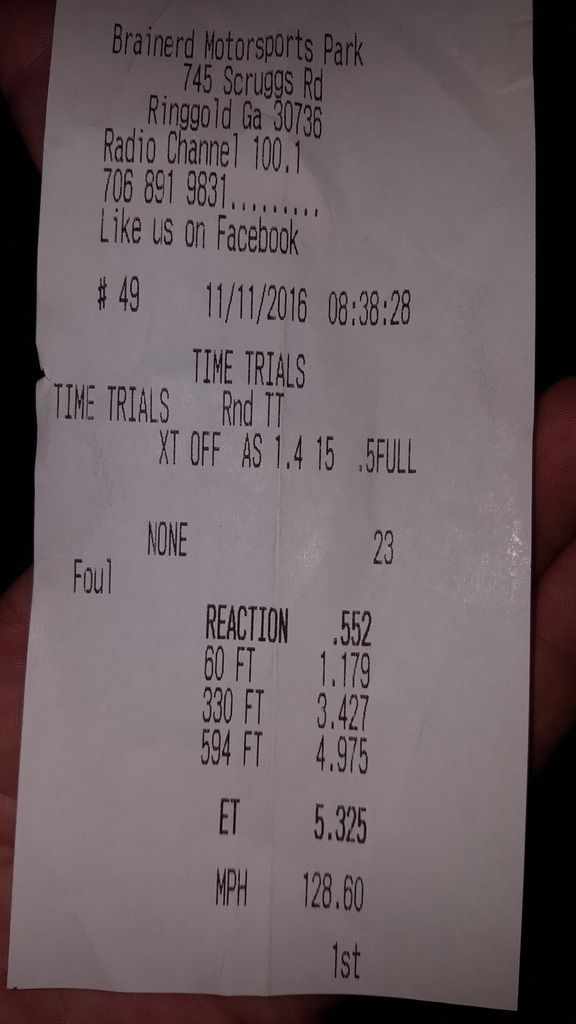 Brainerd Motorsports Park
745 Scruggs Rd
Ringgold Ga 30736
Radio Channel 100.1
706 891 9831.........
Like us on Facebook
# 49 11/11/2016 08:38:28
TIME TRIALS
TIME TRIALS Rnd TT
XT OFF AS 1.4 15 .5FULL
NONE 23
Foul
REACTION .552
60 FT 1.179
330 FT 3.427
594 FT 4.975
ET 5.325
MPH 128.60
1st